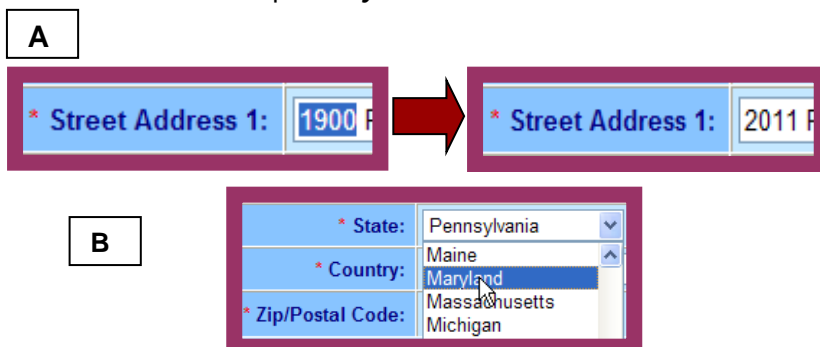 A
* Street Address 1: 1900
* Street Address 1: 2011
B
* State: Pennsylvania
Maine
* Country: Maryland
Massachusetts
* Zip/Postal Code:
Michigan